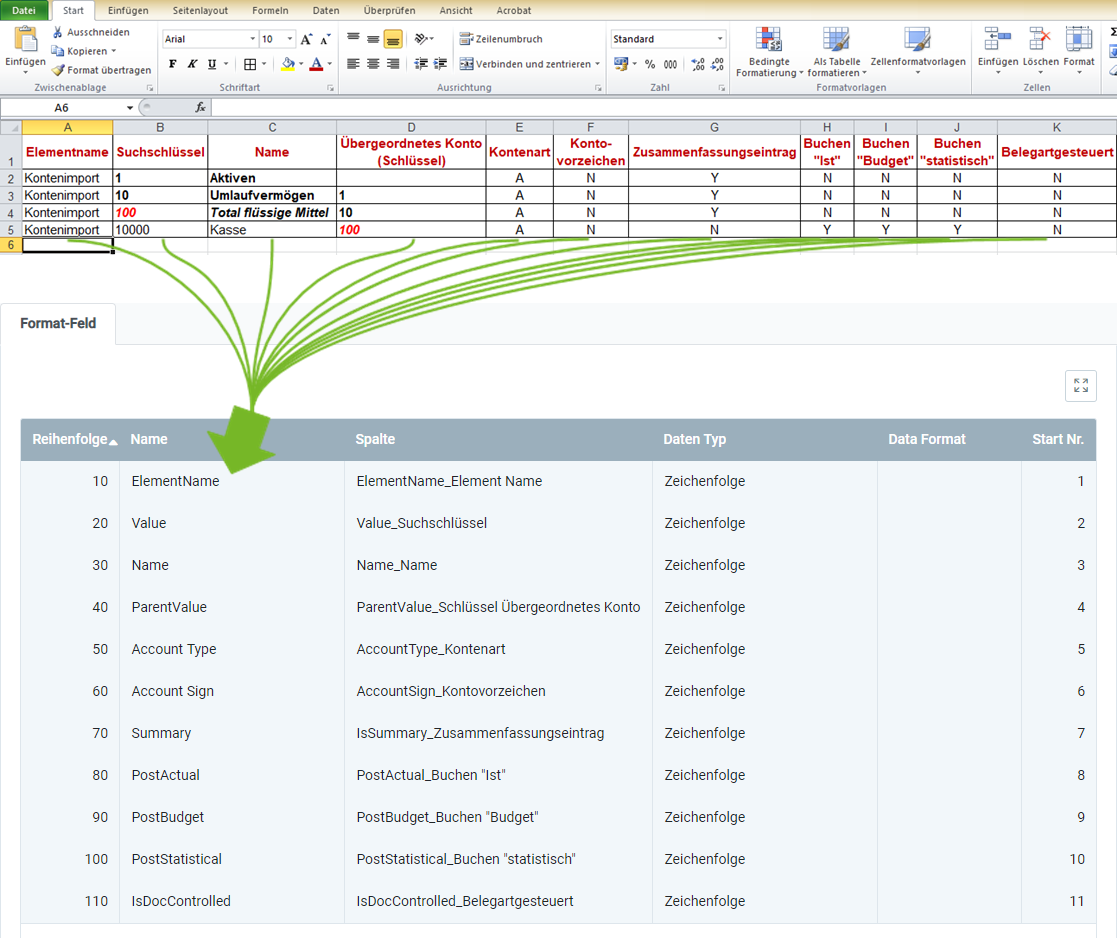 Datei Start Einfügen Seitenlayout Formeln Daten Überprüfen Ansicht Acrobat
Einfügen
Ausschneiden
Kopieren
Format übertragen
Zwischenablage
Arial 10 A A
F K U A
Schriftart
Zeilenumbruch
Verbinden und zentrieren
Ausrichtung
Standard
% 000
Zahl
Bedingte Formatierung
Als Tabelle formatieren
Zellenformatvorlagen
Formatvorlagen
Einfügen Löschen Format
Zellen
A6 fx
A B C D E F G H I J K
1 Elementname Suchschlüssel Name Übergeordnetes Konto (Schlüssel) Kontenart Konto-vorzeichen Zusammenfassungseintrag Buchen "Ist" Buchen "Budget" Buchen "statistisch" Belegartgesteuert
2 Kontenimport 1 Aktiven A N Y N N N N
3 Kontenimport 10 Umlaufvermögen 1 A N Y N N N N
4 Kontenimport 100 Total flüssige Mittel 10 A N Y N N N N
5 Kontenimport 10000 Kasse 100 A N N Y Y Y N
6
Format-Feld
Reihenfolge Name Spalte Daten Typ Data Format Start Nr.
10 ElementName ElementName_Element Name Zeichenfolge 1
20 Value Value_Suchschlüssel Zeichenfolge 2
30 Name Name_Name Zeichenfolge 3
40 ParentValue ParentValue_Schlüssel Übergeordnetes Konto Zeichenfolge 4
50 Account Type AccountType_Kontenart Zeichenfolge 5
60 Account Sign AccountSign_Kontovorzeichen Zeichenfolge 6
70 Summary IsSummary_Zusammenfassungseintrag Zeichenfolge 7
80 PostActual PostActual_Buchen "Ist" Zeichenfolge 8
90 PostBudget PostBudget_Buchen "Budget" Zeichenfolge 9
100 PostStatistical PostStatistical_Buchen "statistisch" Zeichenfolge 10
110 IsDocControlled IsDocControlled_Belegartgesteuert Zeichenfolge 11